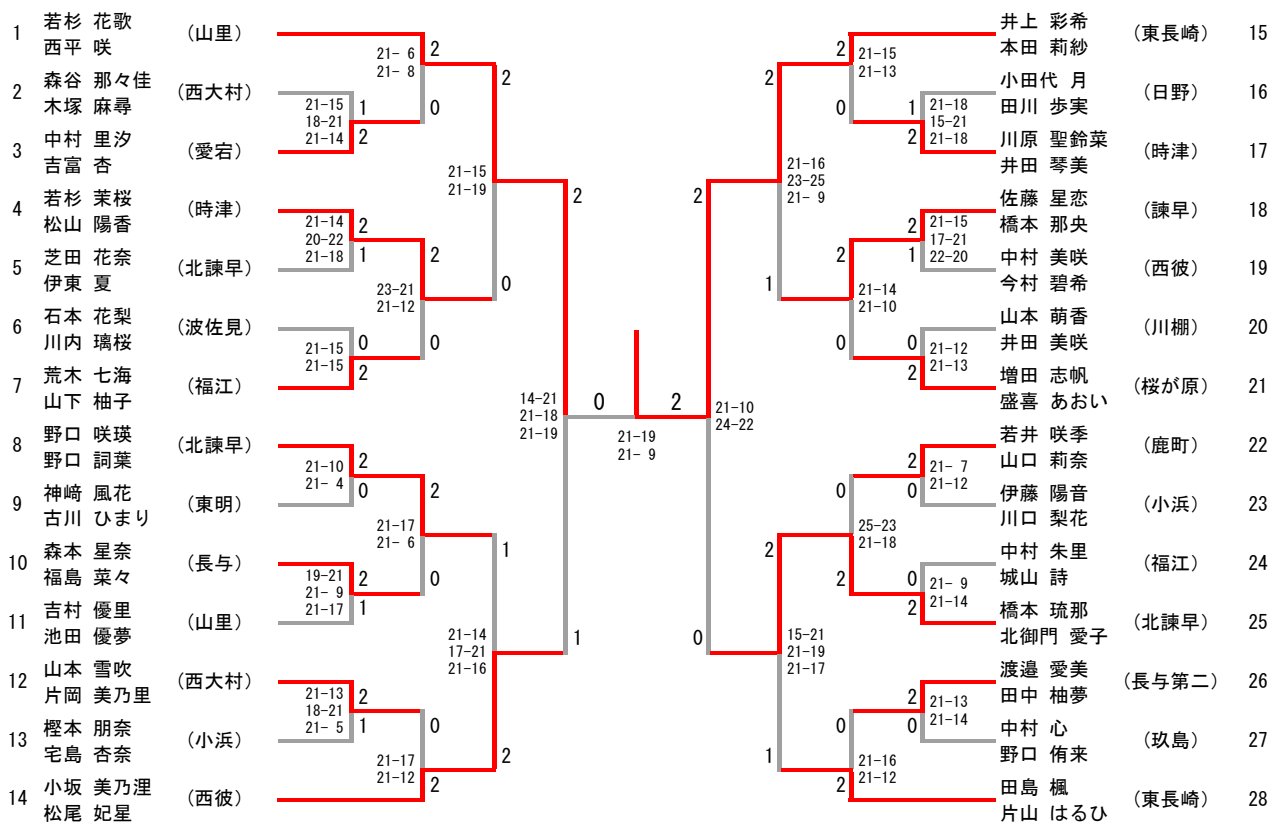 1 若杉 花歌 (山里)
西平 咲
2 森谷 那々佳 (西大村)
木塚 麻尋
3 中村 里汐 (愛宕)
吉富 杏
4 若杉 茉桜 (時津)
松山 陽香
5 芝田 花奈 (北諫早)
伊東 夏
6 石本 花梨 (波佐見)
川内 璃桜
7 荒木 七海 (福江)
山下 柚子
8 野口 咲瑛 (北諫早)
野口 詞葉
9 神﨑 風花 (東明)
古川 ひまり
10 森本 星奈 (長与)
福島 菜々
11 吉村 優里 (山里)
池田 優夢
12 山本 雪吹 (西大村)
片岡 美乃里
13 樫本 朋奈 (小浜)
宅島 杏奈
14 小坂 美乃浬 (西彼)
松尾 妃星
21- 6
21- 8
2
0
21-15
18-21
21-14
1
2
21-15
21-19
2
0
21-14
20-22
21-18
2
1
23-21
21-12
2
0
21-15
21-15
0
2
14-21
21-18
21-19
2
1
21-10
21- 4
2
0
21-17
21- 6
2
0
19-21
21- 9
21-17
2
1
21-14
17-21
21-16
1
2
21-13
18-21
21- 5
2
1
21-17
21-12
0
2
0 2
21-19
21- 9
井上 彩希 (東長崎) 15
本田 莉紗
小田代 月 (日野) 16
田川 歩実
川原 聖鈴菜 (時津) 17
井田 琴美
佐藤 星恋 (諫早) 18
橋本 那央
中村 美咲 (西彼) 19
今村 碧希
山本 萌香 (川棚) 20
井田 美咲
増田 志帆 (桜が原) 21
盛喜 あおい
若井 咲季 (鹿町) 22
山口 莉奈
伊藤 陽音 (小浜) 23
川口 梨花
中村 朱里 (福江) 24
城山 詩
橋本 琉那 (北諫早) 25
北御門 愛子
渡邉 愛美 (長与第二) 26
田中 柚夢
中村 心 (玖島) 27
野口 侑来
田島 楓 (東長崎) 28
片山 はるひ
2
0
21-15
21-13
1
2
21-18
15-21
21-18
2
1
21-16
23-25
21- 9
2
1
21-15
17-21
22-20
2
0
21-14
21-10
0
2
21-12
21-13
2
0
21-10
24-22
2
0
21- 7
21-12
0
2
25-23
21-18
0
2
21- 9
21-14
2
1
15-21
21-19
21-17
2
0
21-13
21-14
0
2
21-16
21-12